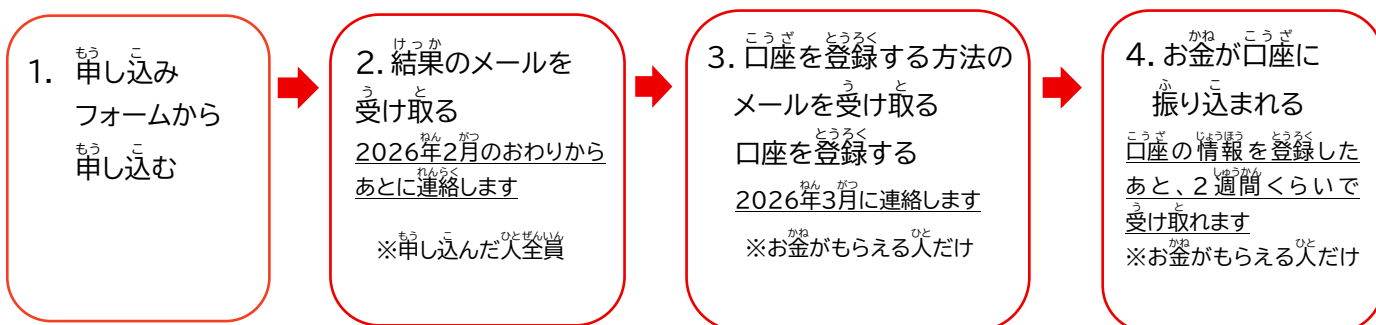 1. 申し込み
フォームから
申し込む
2. 結果のメールを
受け取る
2026年2月のおわりから
あとに連絡します
※申し込んだ人全員
3. 口座を登録する方法の
メールを受け取る
口座を登録する
2026年3月に連絡します
※お金がもらえる人だけ
4. お金が口座に
振り込まれる
口座の情報を登録した
あと、2週間くらいで
受け取れます
※お金がもらえる人だけ